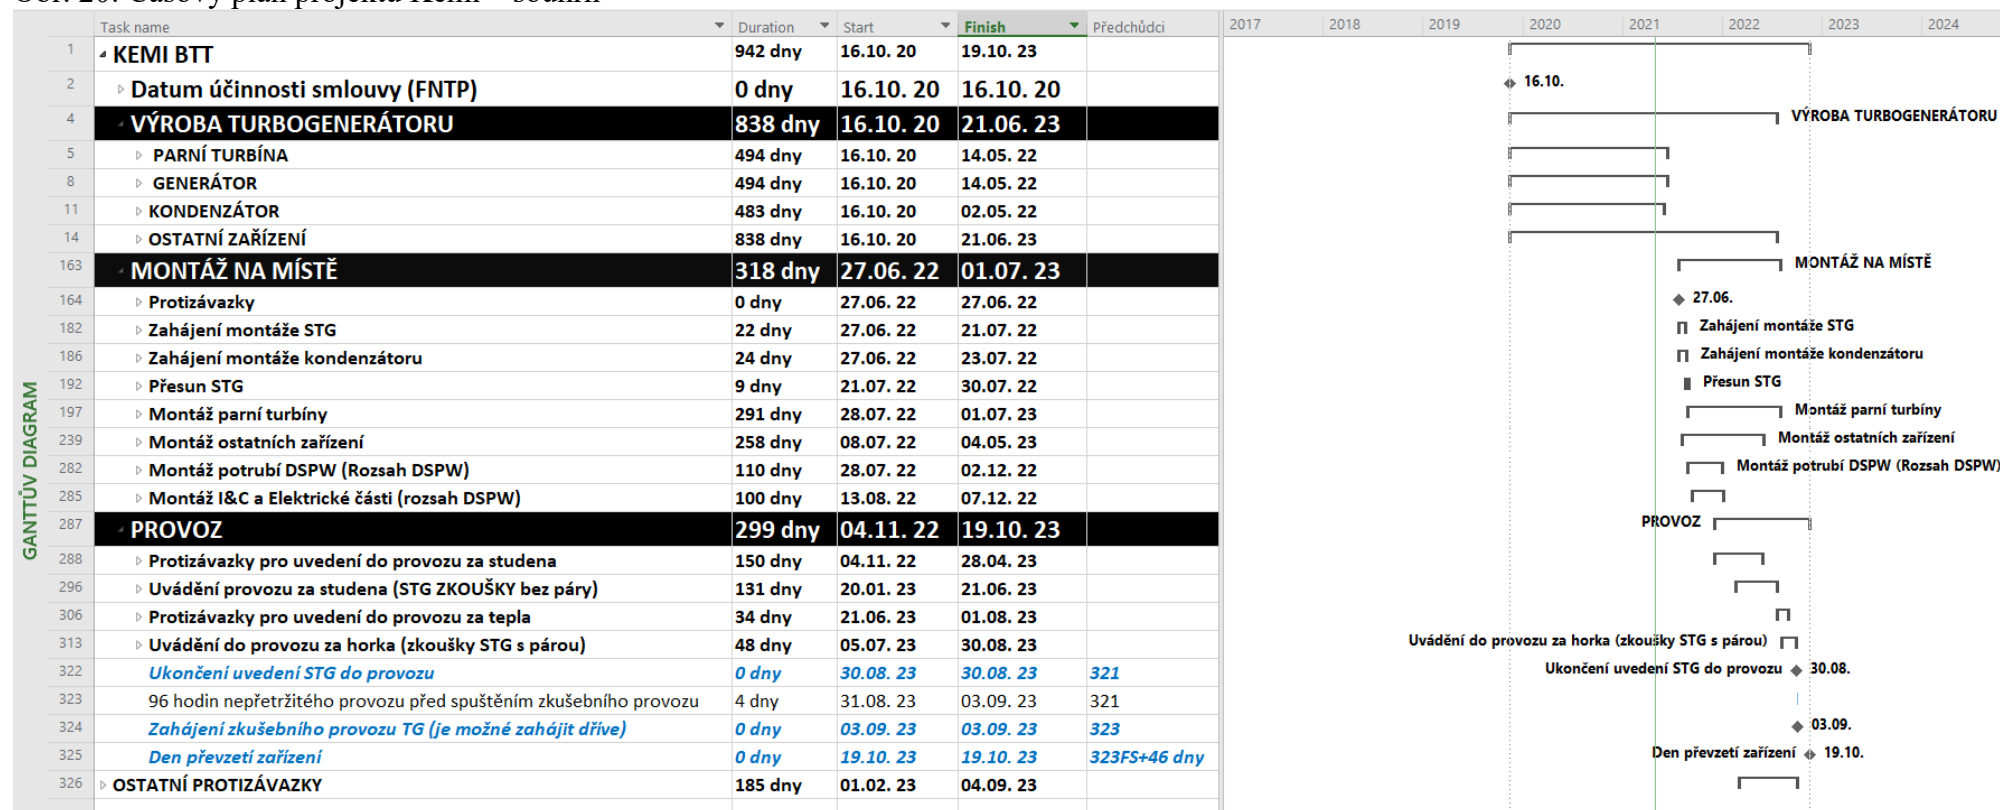 Obr. 20: Časový plán projektu Kemi – souhrn
Task name Duration Start Finish Předchůdci 2017 2018 2019 2020 2021 2022 2023 2024
1 KEMI BTT 942 dny 16.10. 20 19.10. 23
2 Datum účinnosti smlouvy (FNTP) 0 dny 16.10. 20 16.10. 20 16.10.
4 VÝROBA TURBOGENERÁTORU 838 dny 16.10. 20 21.06. 23 VÝROBA TURBOGENERÁTORU
5 PARNÍ TURBÍNA 494 dny 16.10. 20 14.05. 22
8 GENERÁTOR 494 dny 16.10. 20 14.05. 22
11 KONDENZÁTOR 483 dny 16.10. 20 02.05. 22
14 OSTATNÍ ZAŘÍZENÍ 838 dny 16.10. 20 21.06. 23
163 MONTÁŽ NA MÍSTĚ 318 dny 27.06. 22 01.07. 23 MONTÁŽ NA MÍSTĚ
164 Protizávazky 0 dny 27.06. 22 27.06. 22 27.06.
182 Zahájení montáže STG 22 dny 27.06. 22 21.07. 22 Zahájení montáže STG
186 Zahájení montáže kondenzátoru 24 dny 27.06. 22 23.07. 22 Zahájení montáže kondenzátoru
192 Přesun STG 9 dny 21.07. 22 30.07. 22 Přesun STG
197 Montáž parní turbíny 291 dny 28.07. 22 01.07. 23 Montáž parní turbíny
239 Montáž ostatních zařízení 258 dny 08.07. 22 04.05. 23 Montáž ostatních zařízení
282 Montáž potrubí DSPW (Rozsah DSPW) 110 dny 28.07. 22 02.12. 22 Montáž potrubí DSPW (Rozsah DSPW)
285 Montáž I&C a Elektrické části (rozsah DSPW) 100 dny 13.08. 22 07.12. 22
287 PROVOZ 299 dny 04.11. 22 19.10. 23 PROVOZ
288 Protizávazky pro uvedení do provozu za studena 150 dny 04.11. 22 28.04. 23
296 Uvádění provozu za studena (STG ZKOUŠKY bez páry) 131 dny 20.01. 23 21.06. 23
306 Protizávazky pro uvedení do provozu za tepla 34 dny 21.06. 23 01.08. 23
313 Uvádění do provozu za horka (zkoušky STG s párou) 48 dny 05.07. 23 30.08. 23 Uvádění do provozu za horka (zkoušky STG s párou)
322 Ukončení uvedení STG do provozu 0 dny 30.08. 23 30.08. 23 321 Ukončení uvedení STG do provozu 30.08.
323 96 hodin nepřetržitého provozu před spuštěním zkušebního provozu 4 dny 31.08. 23 03.09. 23 321
324 Zahájení zkušebního provozu TG (je možné zahájit dříve) 0 dny 03.09. 23 03.09. 23 323 03.09.
325 Den převzetí zařízení 0 dny 19.10. 23 19.10. 23 323FS+46 dny Den převzetí zařízení 19.10.
326 OSTATNÍ PROTIZÁVAZKY 185 dny 01.02. 23 04.09. 23
GANTTŮV DIAGRAM